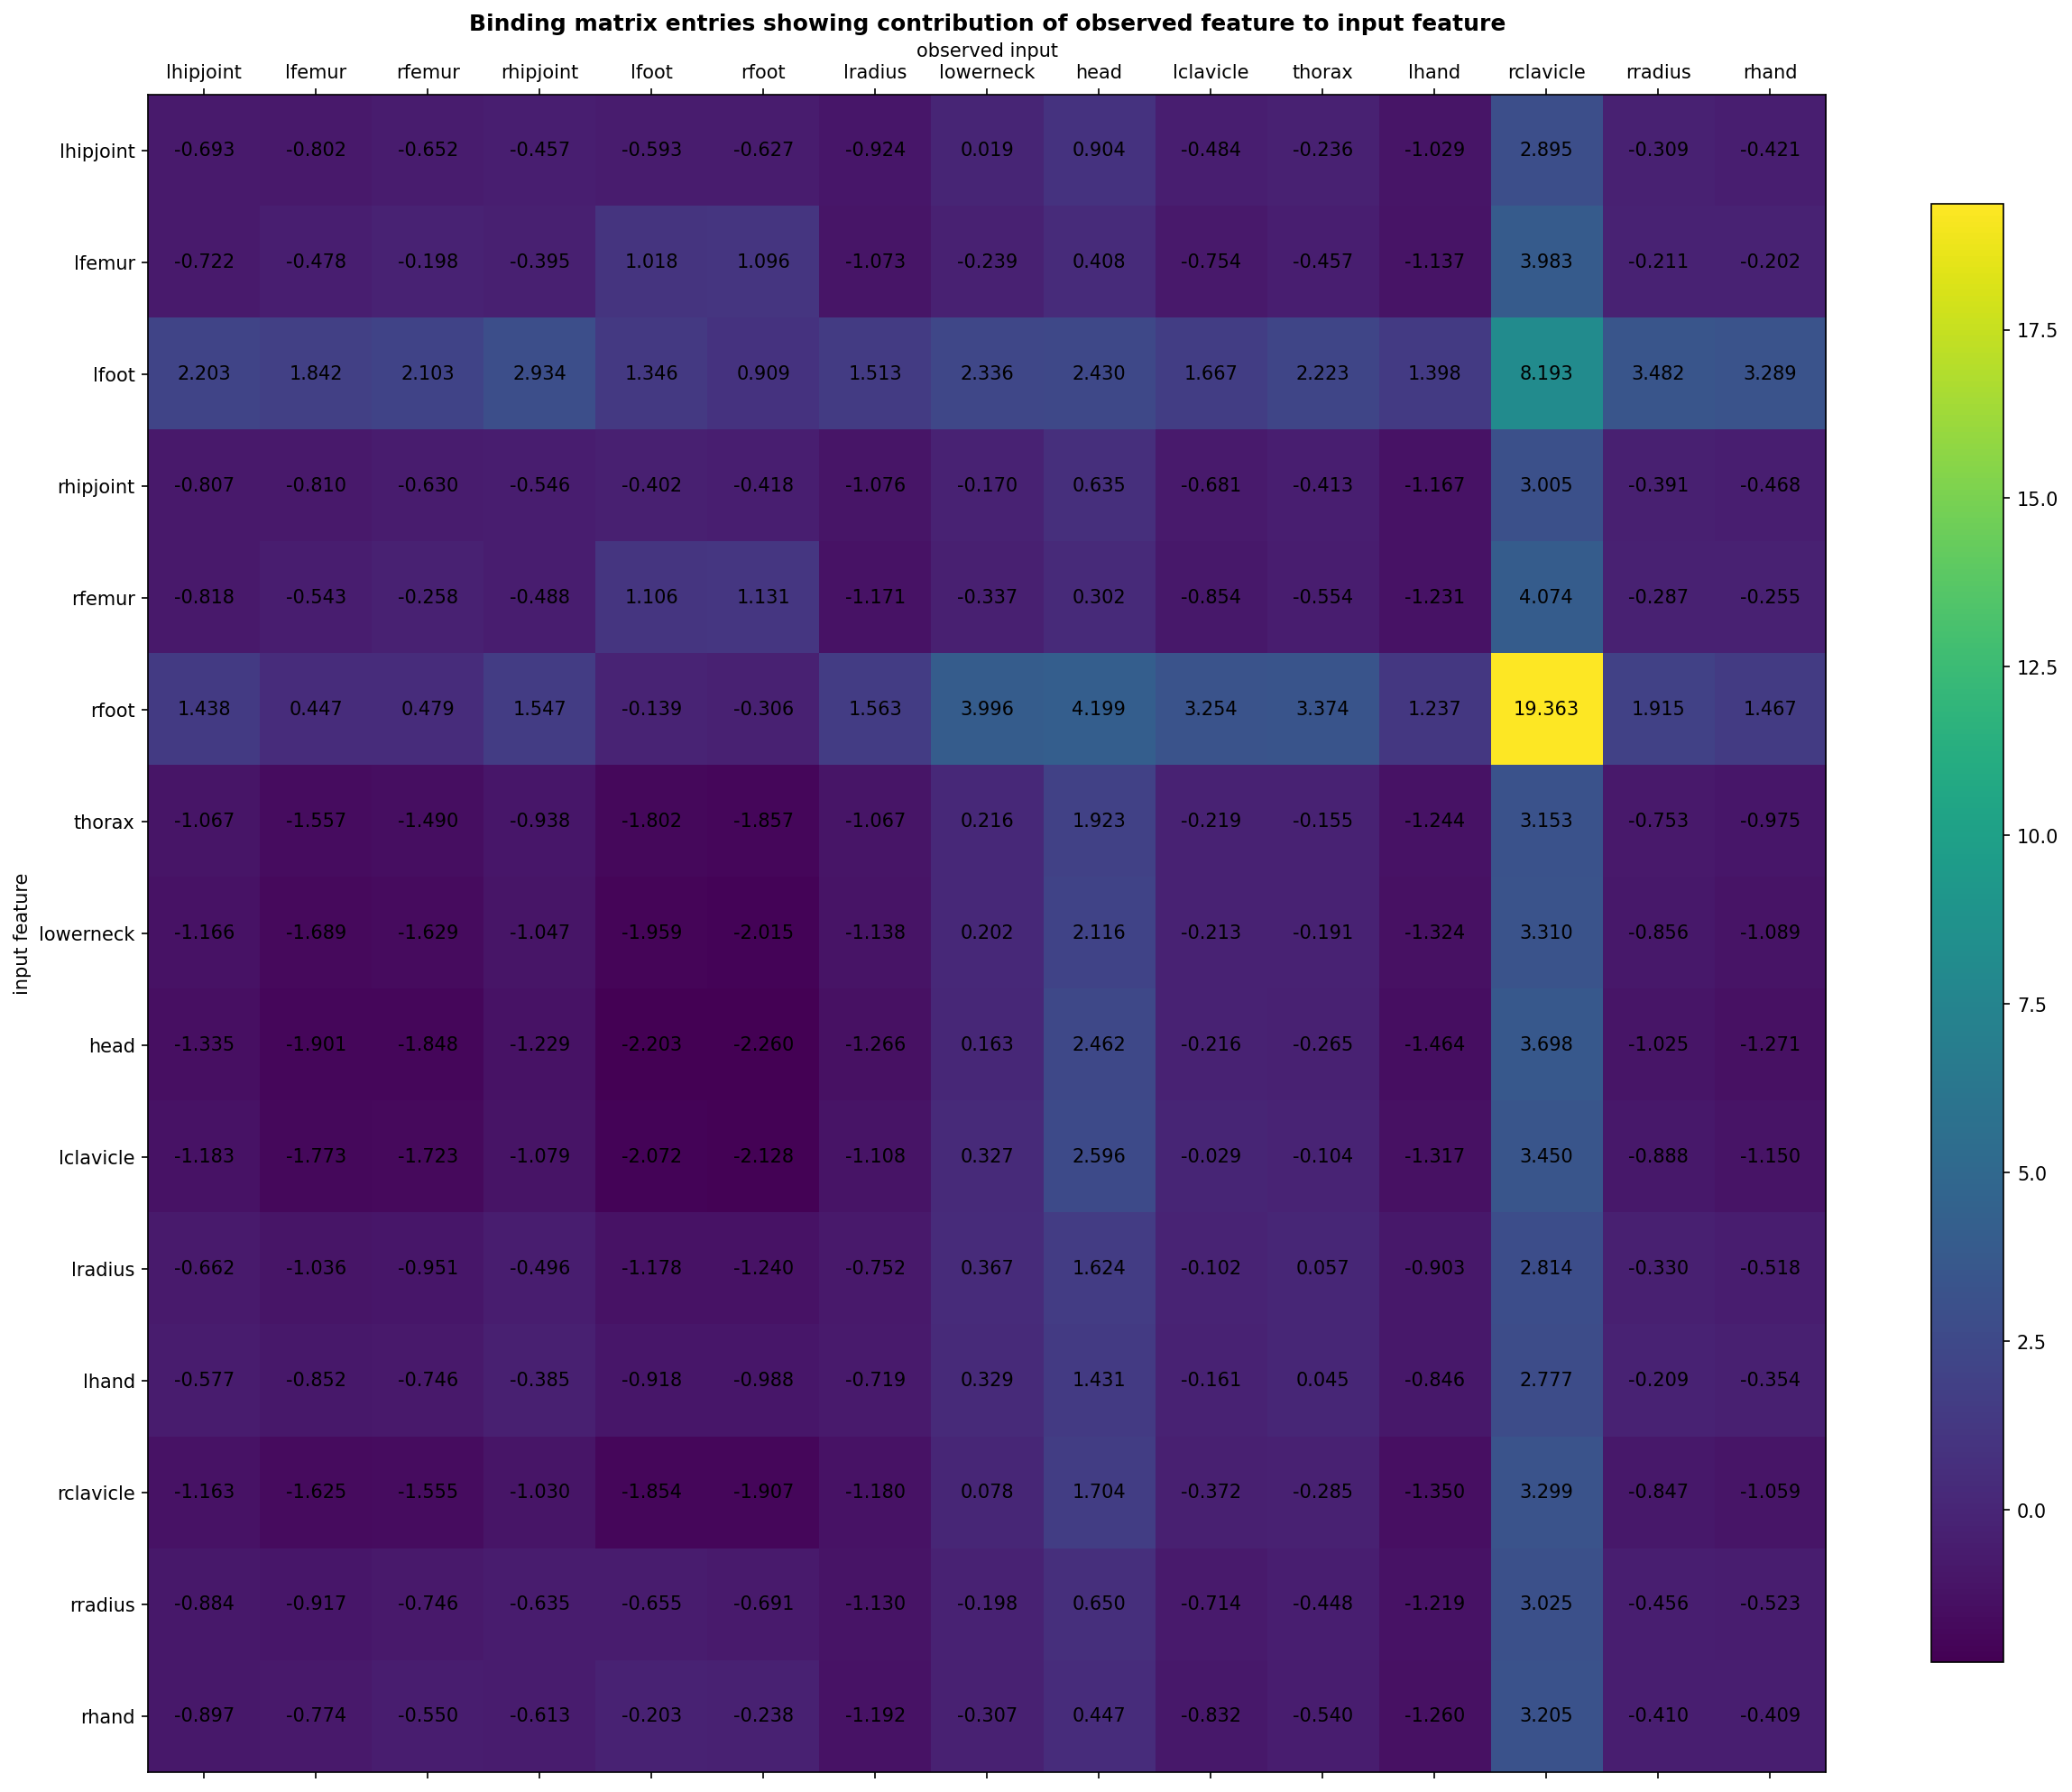 Binding matrix entries showing contribution of observed feature to input feature
observed input
lhipjoint lfemur rfemur rhipjoint lfoot rfoot lradius lowerneck head lclavicle thorax lhand rclavicle rradius rhand
lhipjoint -0.693 -0.802 -0.652 -0.457 -0.593 -0.627 -0.924 0.019 0.904 -0.484 -0.236 -1.029 2.895 -0.309 -0.421
lfemur -0.722 -0.478 -0.198 -0.395 1.018 1.096 -1.073 -0.239 0.408 -0.754 -0.457 -1.137 3.983 -0.211 -0.202
lfoot 2.203 1.842 2.103 2.934 1.346 0.909 1.513 2.336 2.430 1.667 2.223 1.398 8.193 3.482 3.289
rhipjoint -0.807 -0.810 -0.630 -0.546 -0.402 -0.418 -1.076 -0.170 0.635 -0.681 -0.413 -1.167 3.005 -0.391 -0.468
rfemur -0.818 -0.543 -0.258 -0.488 1.106 1.131 -1.171 -0.337 0.302 -0.854 -0.554 -1.231 4.074 -0.287 -0.255
rfoot 1.438 0.447 0.479 1.547 -0.139 -0.306 1.563 3.996 4.199 3.254 3.374 1.237 19.363 1.915 1.467
thorax -1.067 -1.557 -1.490 -0.938 -1.802 -1.857 -1.067 0.216 1.923 -0.219 -0.155 -1.244 3.153 -0.753 -0.975
lowerneck -1.166 -1.689 -1.629 -1.047 -1.959 -2.015 -1.138 0.202 2.116 -0.213 -0.191 -1.324 3.310 -0.856 -1.089
head -1.335 -1.901 -1.848 -1.229 -2.203 -2.260 -1.266 0.163 2.462 -0.216 -0.265 -1.464 3.698 -1.025 -1.271
lclavicle -1.183 -1.773 -1.723 -1.079 -2.072 -2.128 -1.108 0.327 2.596 -0.029 -0.104 -1.317 3.450 -0.888 -1.150
lradius -0.662 -1.036 -0.951 -0.496 -1.178 -1.240 -0.752 0.367 1.624 -0.102 0.057 -0.903 2.814 -0.330 -0.518
lhand -0.577 -0.852 -0.746 -0.385 -0.918 -0.988 -0.719 0.329 1.431 -0.161 0.045 -0.846 2.777 -0.209 -0.354
rclavicle -1.163 -1.625 -1.555 -1.030 -1.854 -1.907 -1.180 0.078 1.704 -0.372 -0.285 -1.350 3.299 -0.847 -1.059
rradius -0.884 -0.917 -0.746 -0.635 -0.655 -0.691 -1.130 -0.198 0.650 -0.714 -0.448 -1.219 3.025 -0.456 -0.523
rhand -0.897 -0.774 -0.550 -0.613 -0.203 -0.238 -1.192 -0.307 0.447 -0.832 -0.540 -1.260 3.205 -0.410 -0.409
input feature
17.5
15.0
12.5
10.0
7.5
5.0
2.5
0.0